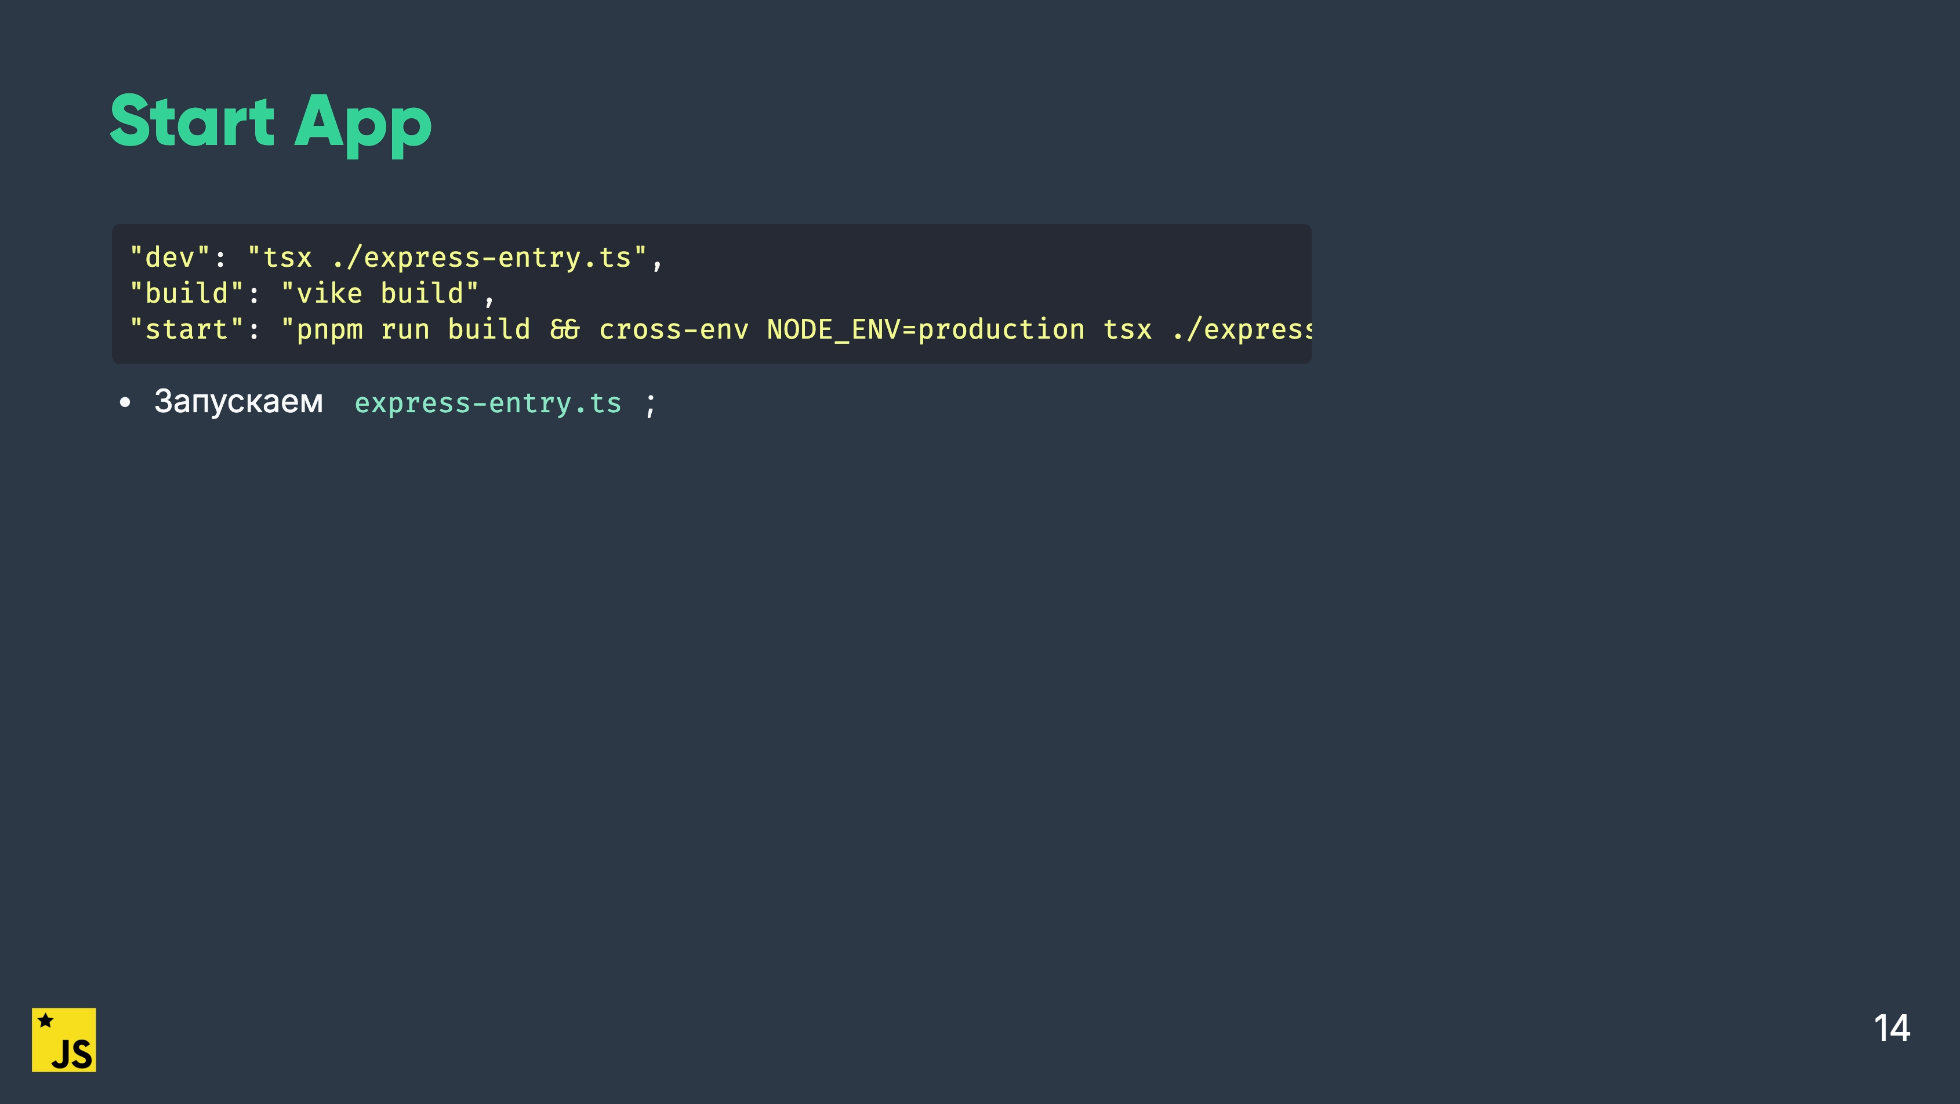 Start App
"dev": "tsx ./express-entry.ts",
"build": "vike build",
"start": "pnpm run build && cross-env NODE_ENV=production tsx ./express
• Запускаем express-entry.ts ;
JS
14